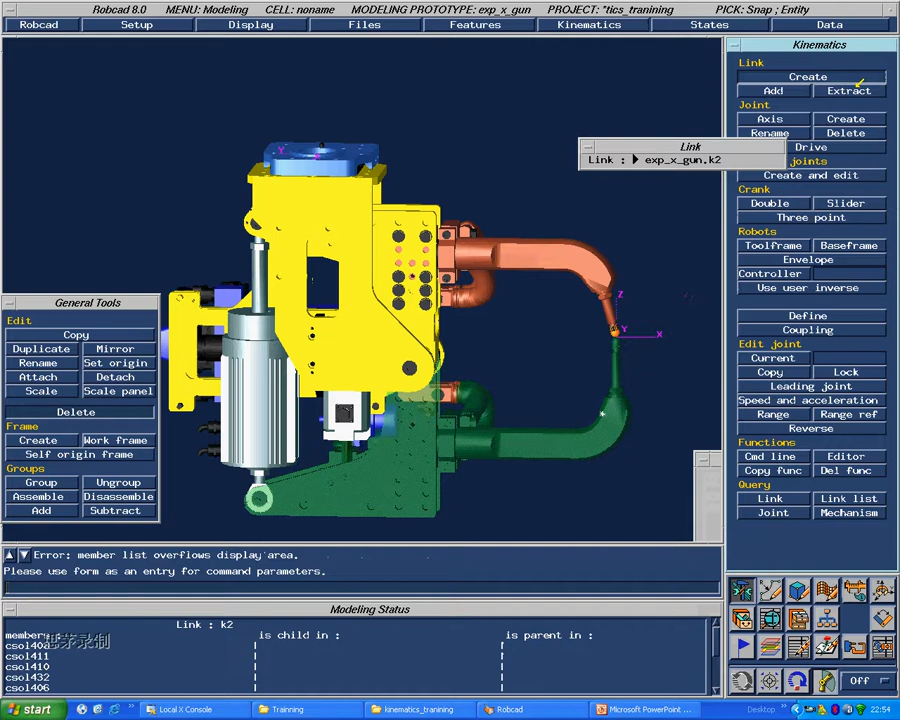 Robcad 8.0 MENU: Modeling CELL: noname MODELING PROTOTYPE: exp_x_gun PROJECT: *tics_tranining PICK: Snap ; Entity
Robcad Setup Display Files Features Kinematics States Data
Kinematics
Link
Create
Add Extract
Joint
Axis Create
Rename Delete
Drive
joints
Create and edit
Crank
Double Slider
Three point
Robots
Toolframe Baseframe
Envelope
Controller
Use user inverse
Define
Coupling
Edit joint
Current
Copy Lock
Leading joint
Speed and acceleration
Range Range ref
Reverse
Functions
Cmd line Editor
Copy func Del func
Query
Link Link list
Joint Mechanism
Off
Link
Link : exp_x_gun.k2
Y
Z
Y
X
General Tools
Edit
Copy
Duplicate Mirror
Rename Set origin
Attach Detach
Scale Scale panel
Delete
Frame
Create Work frame
Self origin frame
Groups
Group Ungroup
Assemble Disassemble
Add Subtract
Error: member list overflows display area.
Please use form as an entry for command parameters.
Modeling Status
Link : k2
is child in : is parent in :
csol411
csol410
csol432
csol406
start Local X Console Trainning kinematics_tranining Robcad Microsoft PowerPoint ... Desktop 22:54